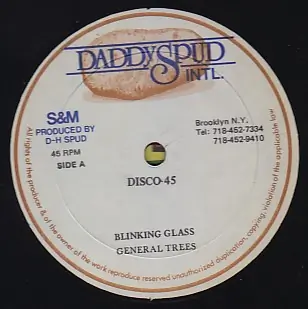 DADDY SPUD
INTL.
S&M
PRODUCED BY
D-H SPUD
45 RPM
SIDE A
Brooklyn N.Y.
Tel: 718-452-7334
718-452-9410
DISCO-45
BLINKING GLASS
GENERAL TREES
All rights of the producer & of the owner of the work reproduce reserved unauthorized duplication, copying, violation of the applicable law